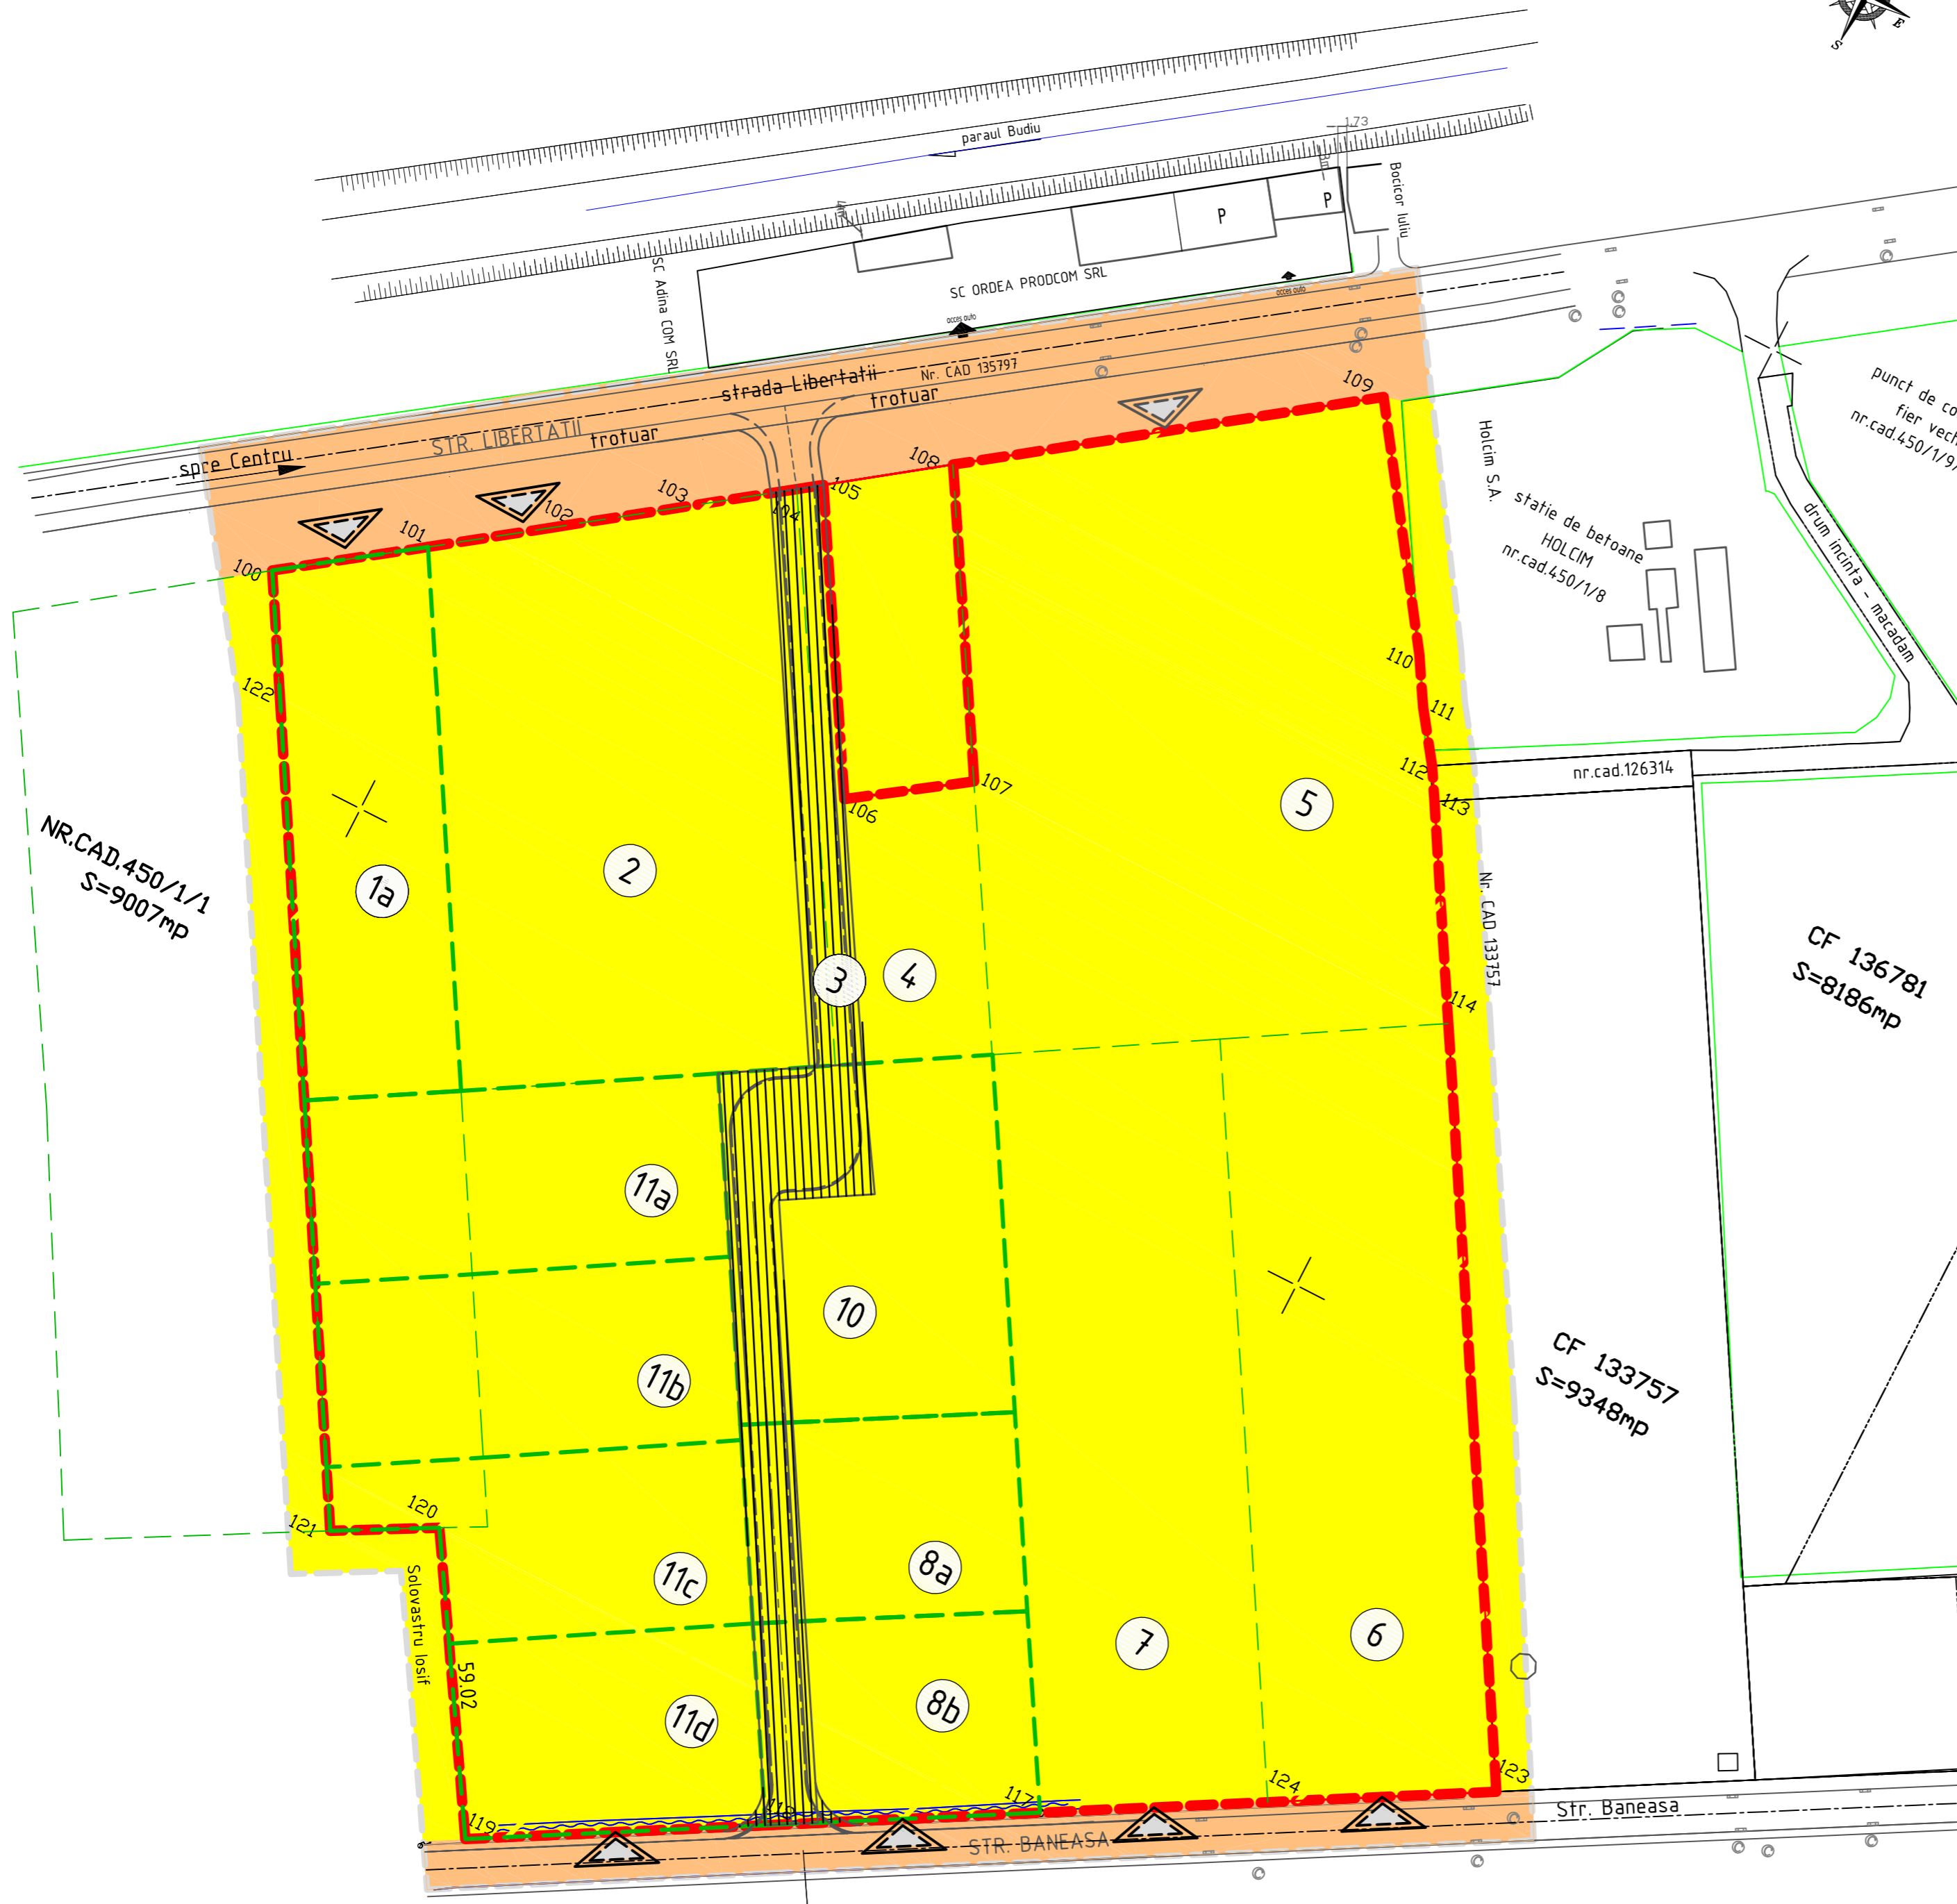 E
S
paraul Budiu
1.73
3m
4m
P
P
Bocicor Iuliu
SC Adina COM SRL
SC ORDEA PRODCOM SRL
acces auto
acces auto
strada Libertatii
Nr. CAD 135797
trotuar
STR. LIBERTATII
trotuar
spre Centru
109
108
105
104
103
102
101
100
Holcim S.A.
statie de betoane
HOLCIM
nr.cad.450/1/8
punct de co
fier vech
nr.cad.450/1/9/
drum incinta - macadam
122
110
111
112
113
nr.cad.126314
107
106
5
2
1a
3
4
NR.CAD.450/1/1
S=9007mp
Nr. CAD 133757
114
CF 136781
S=8186mp
11a
10
11b
CF 133757
S=9348mp
120
121
11c
8a
Solovastru Iosif
59.02
7
6
11d
8b
117
124
123
118
119
Str. Baneasa
STR. BANEASA